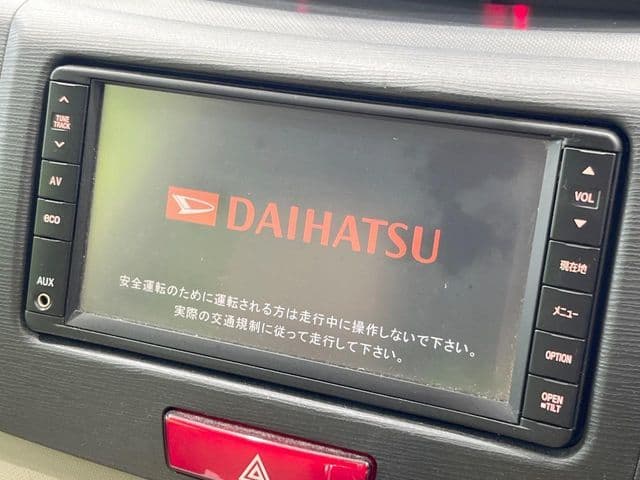 TUNE
TRACK
AV
eco
AUX
DAIHATSU
安全運転のために運転される方は走行中に操作しないで下さい。
実際の交通規制に従って走行して下さい。
VOL
現在地
メニュー
OPTION
OPEN
TILT